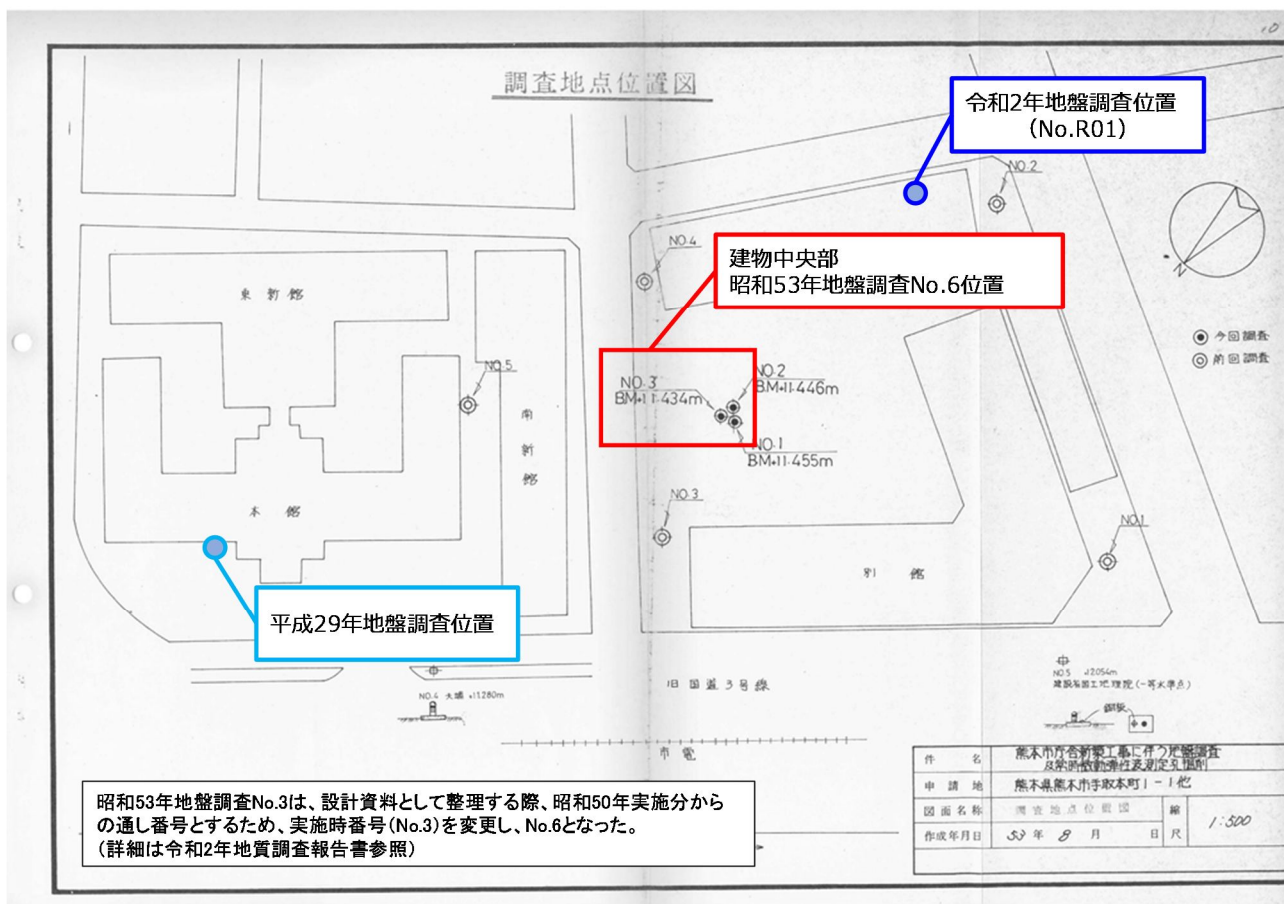 調査地点位置図
令和2年地盤調査位置
(No.R01)
NO.2
NO.4
建物中央部
昭和53年地盤調査No.6位置
N
東新館
今回調査
前回調査
NO.5
NO.3
BM+11.434m
NO.2
BM+11.446m
南新館
NO.1
BM+11.455m
本館
NO.3
NO.1
別館
平成29年地盤調査位置
NO.4 +11.280m
旧国道3号線
NO.5 +12.054m
市電
昭和53年地盤調査No.3は、設計資料として整理する際、昭和50年実施分から
の通し番号とするため、実施時番号(No.3)を変更し、No.6となった。
(詳細は令和2年地質調査報告書参照)
件名 熊本市庁舎新築工事に伴う地盤調査
申請地 熊本県熊本市手取本町1-1他
図面名称 調査地点位置図 縮尺 1:500
作成年月日 53年8月 日